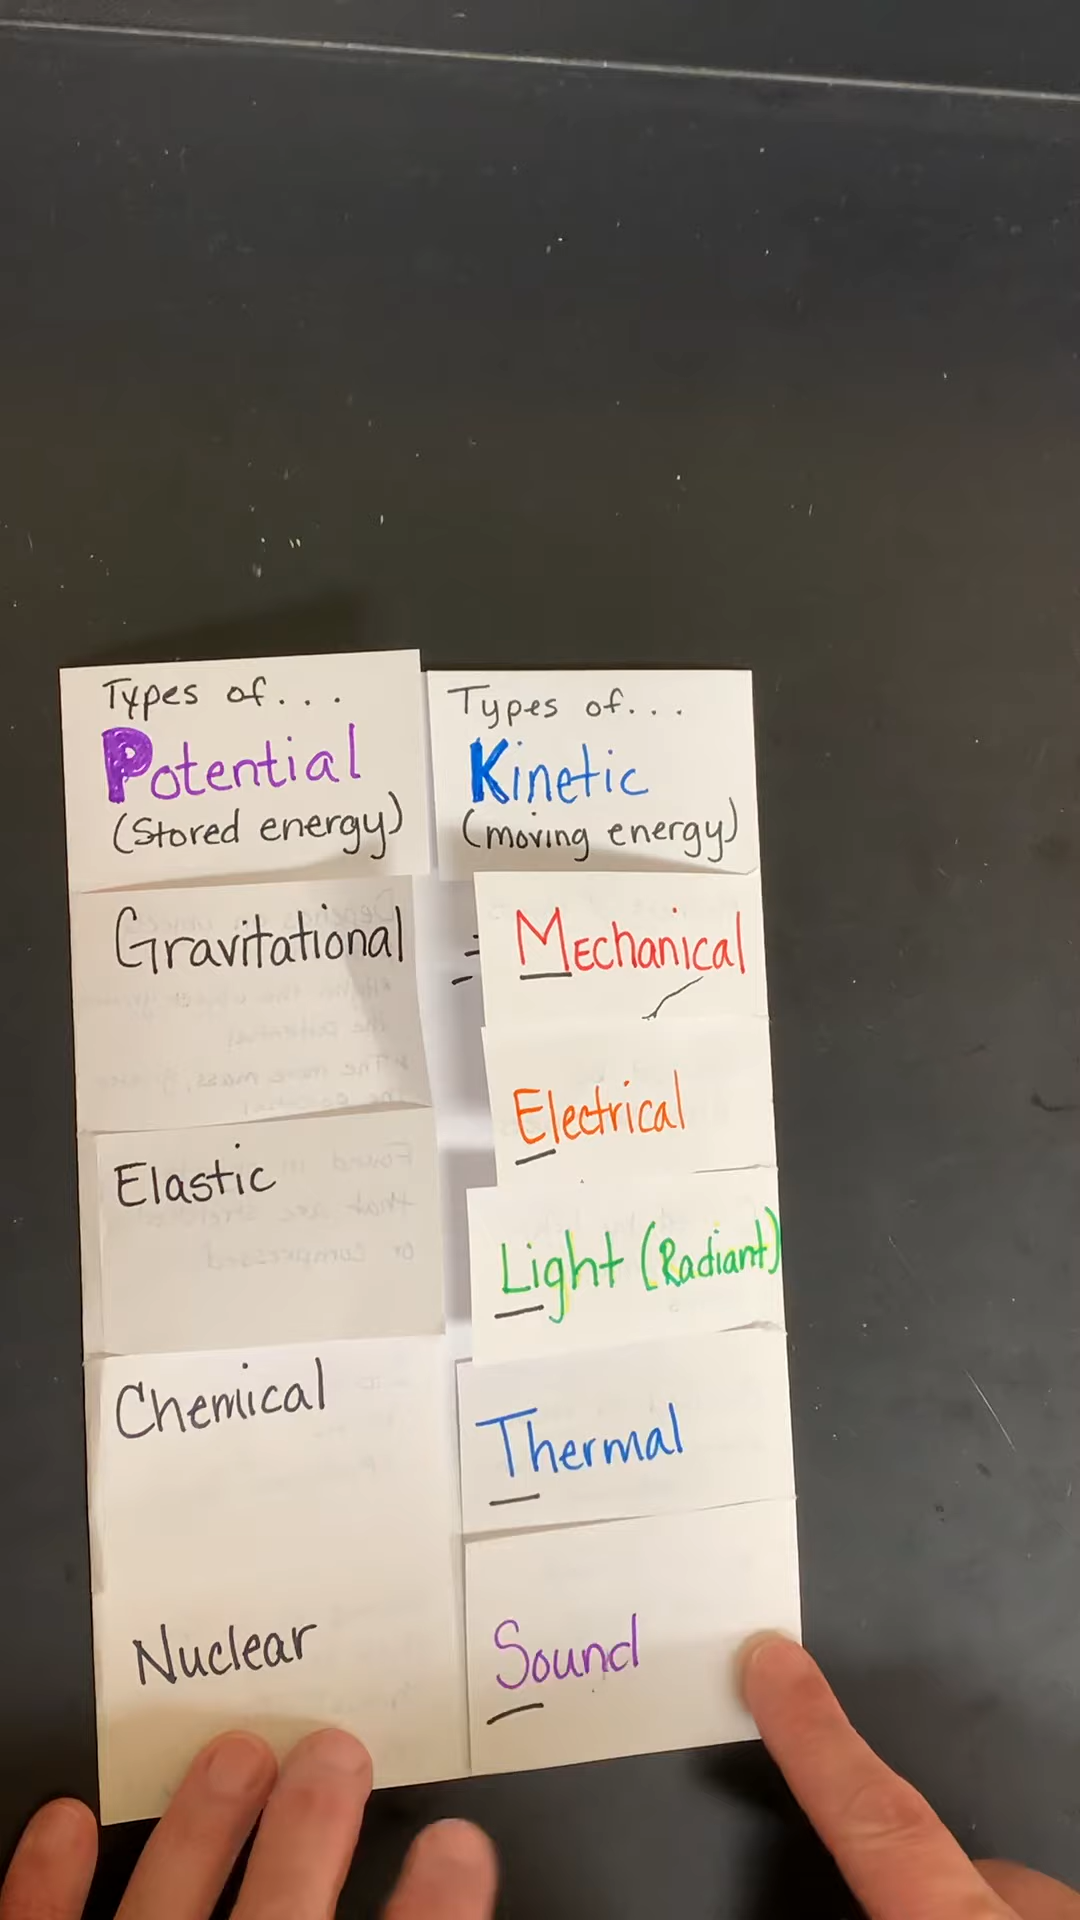 Types of...
Potential
(Stored energy)
Gravitational
Elastic
Chemical
Nuclear
Types of...
Kinetic
(moving energy)
Mechanical
Electrical
Light (Radiant)
Thermal
Sound